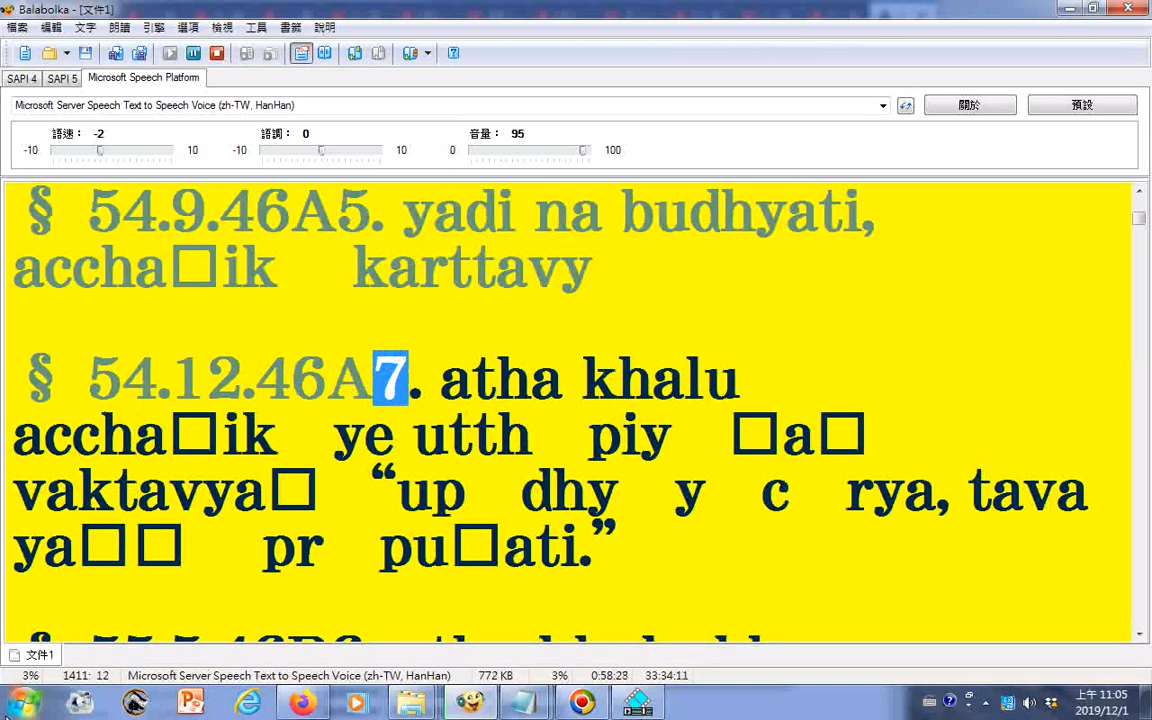 Balabolka - [文件1]
檔案 編輯 文字 朗讀 引擎 選項 檢視 工具 書籤 說明
SAPI 4 SAPI 5 Microsoft Speech Platform
Microsoft Server Speech Text to Speech Voice (zh-TW, HanHan) 關於 預設
語速： -2 語調： 0 音量： 95
-10 10 -10 10 0 100
§ 54.9.46A5. yadi na budhyati,
accha□ik karttavy
§ 54.12.46A7. atha khalu
accha□ik ye utth piy □a□
vaktavya□ “up dhy y c rya, tava
ya□□ pr pu□ati.”
文件1
3% 1411: 12 Microsoft Server Speech Text to Speech Voice (zh-TW, HanHan) 772 KB 3% 0:58:28 33:34:11
上午 11:05
2019/12/1